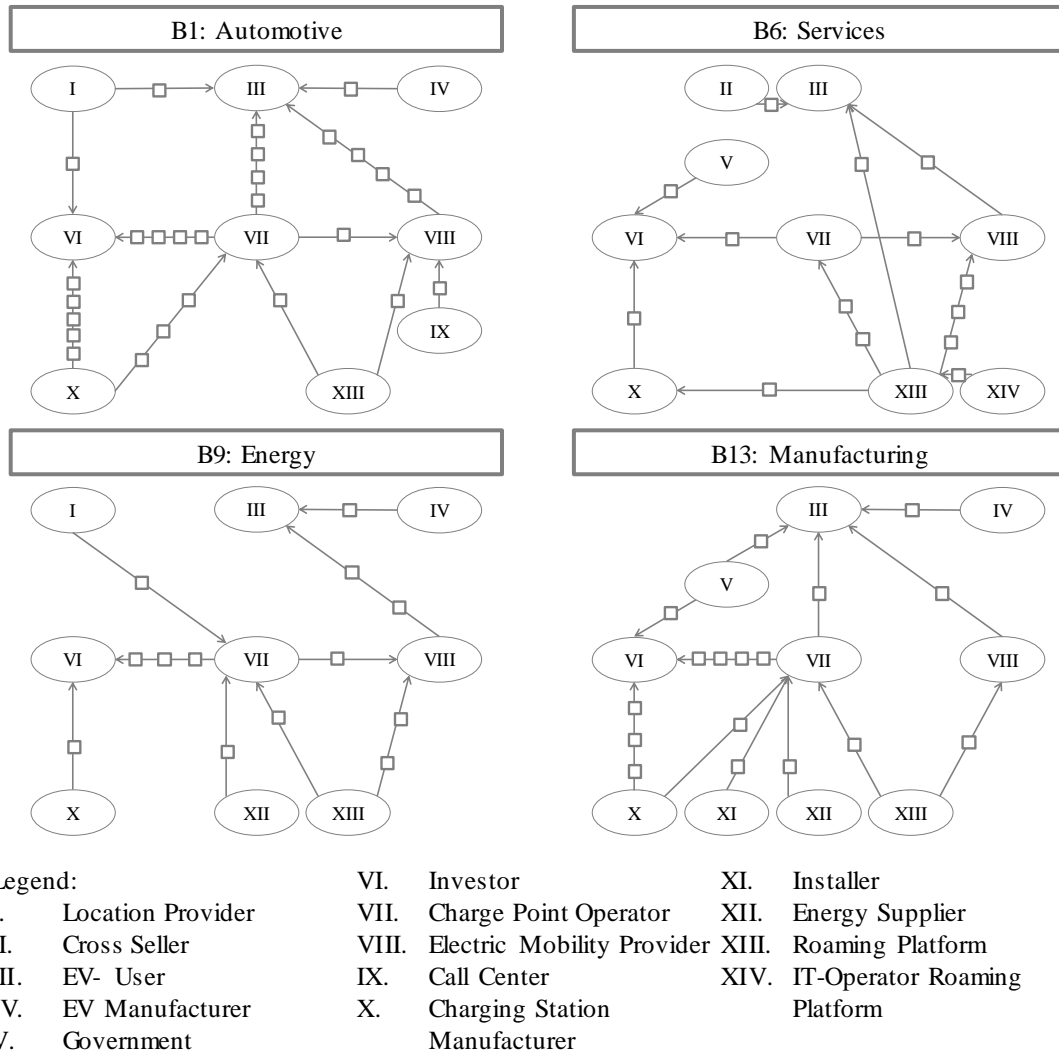 B1: Automotive
B6: Services
I III IV
II III
V
VI VII VIII
VI VII VIII
IX
X XIII
X XIII XIV
B9: Energy
B13: Manufacturing
I III IV
III IV
V
VI VII VIII
VI VII VIII
X XII XIII
X XI XII XIII
Legend:
. Location Provider
I. Cross Seller
II. EV- User
IV. EV Manufacturer
V. Government
VI. Investor
VII. Charge Point Operator
VIII. Electric Mobility Provider
IX. Call Center
X. Charging Station
Manufacturer
XI. Installer
XII. Energy Supplier
XIII. Roaming Platform
XIV. IT-Operator Roaming
Platform